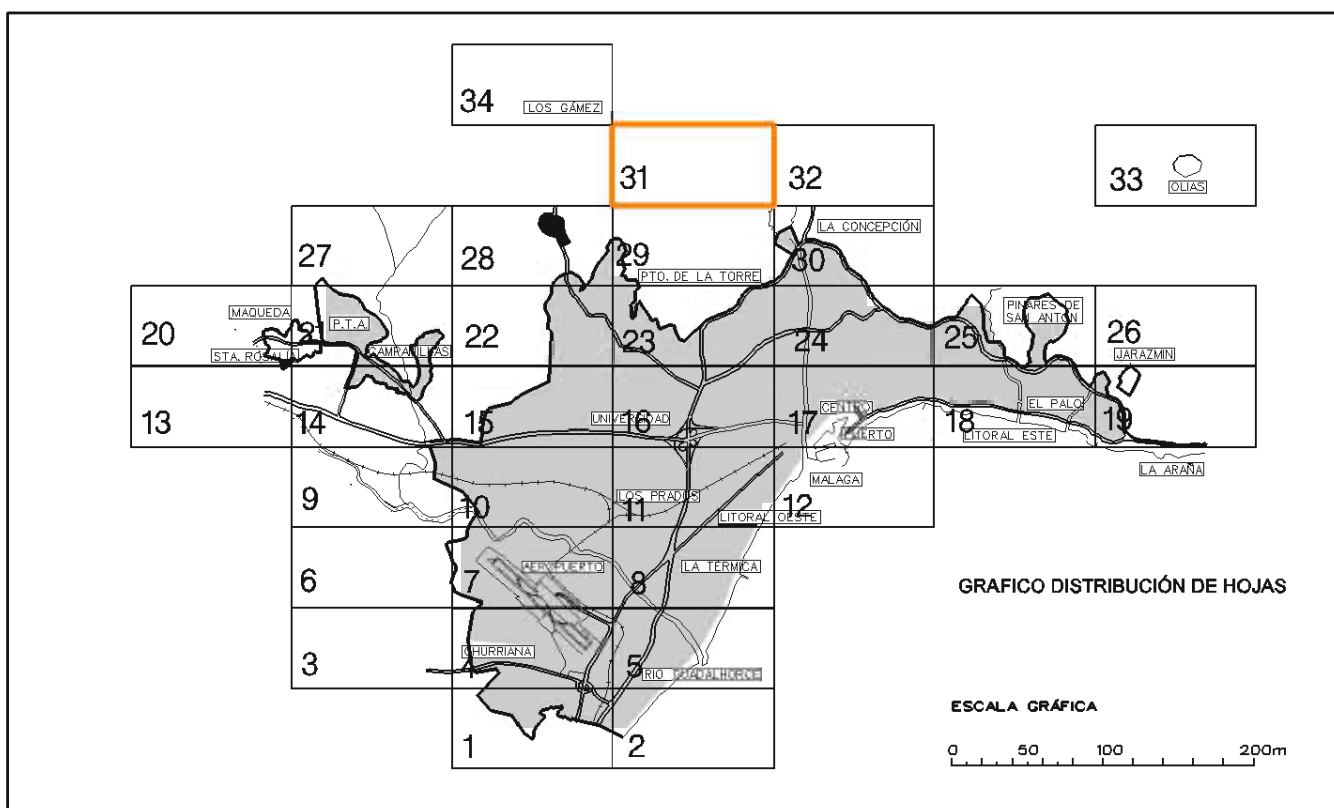 34 LOS GÁMEZ
31
32
33
OLIAS
LA CONCEPCIÓN
27
28
29
30
PTO. DE LA TORRE
MAQUEDA
P.T.A.
PINARES DE
SAN ANTON
20
21
22
23
24
25
26
STA. ROSALIA
CAMPANILLAS
JARAZMIN
CENTRO
EL PALO
13
14
15
UNIVERSIDAD
16
17
PUERTO
18
LITORAL ESTE
19
MALAGA
LA ARAÑA
9
10
LOS PRADOS
11
LITORAL OESTE
12
6
7
AEROPUERTO
8
LA TÉRMICA
GRAFICO DISTRIBUCIÓN DE HOJAS
CHURRIANA
3
5
RIO GUADALHORCE
ESCALA GRÁFICA
1
2
0 50 100 200m